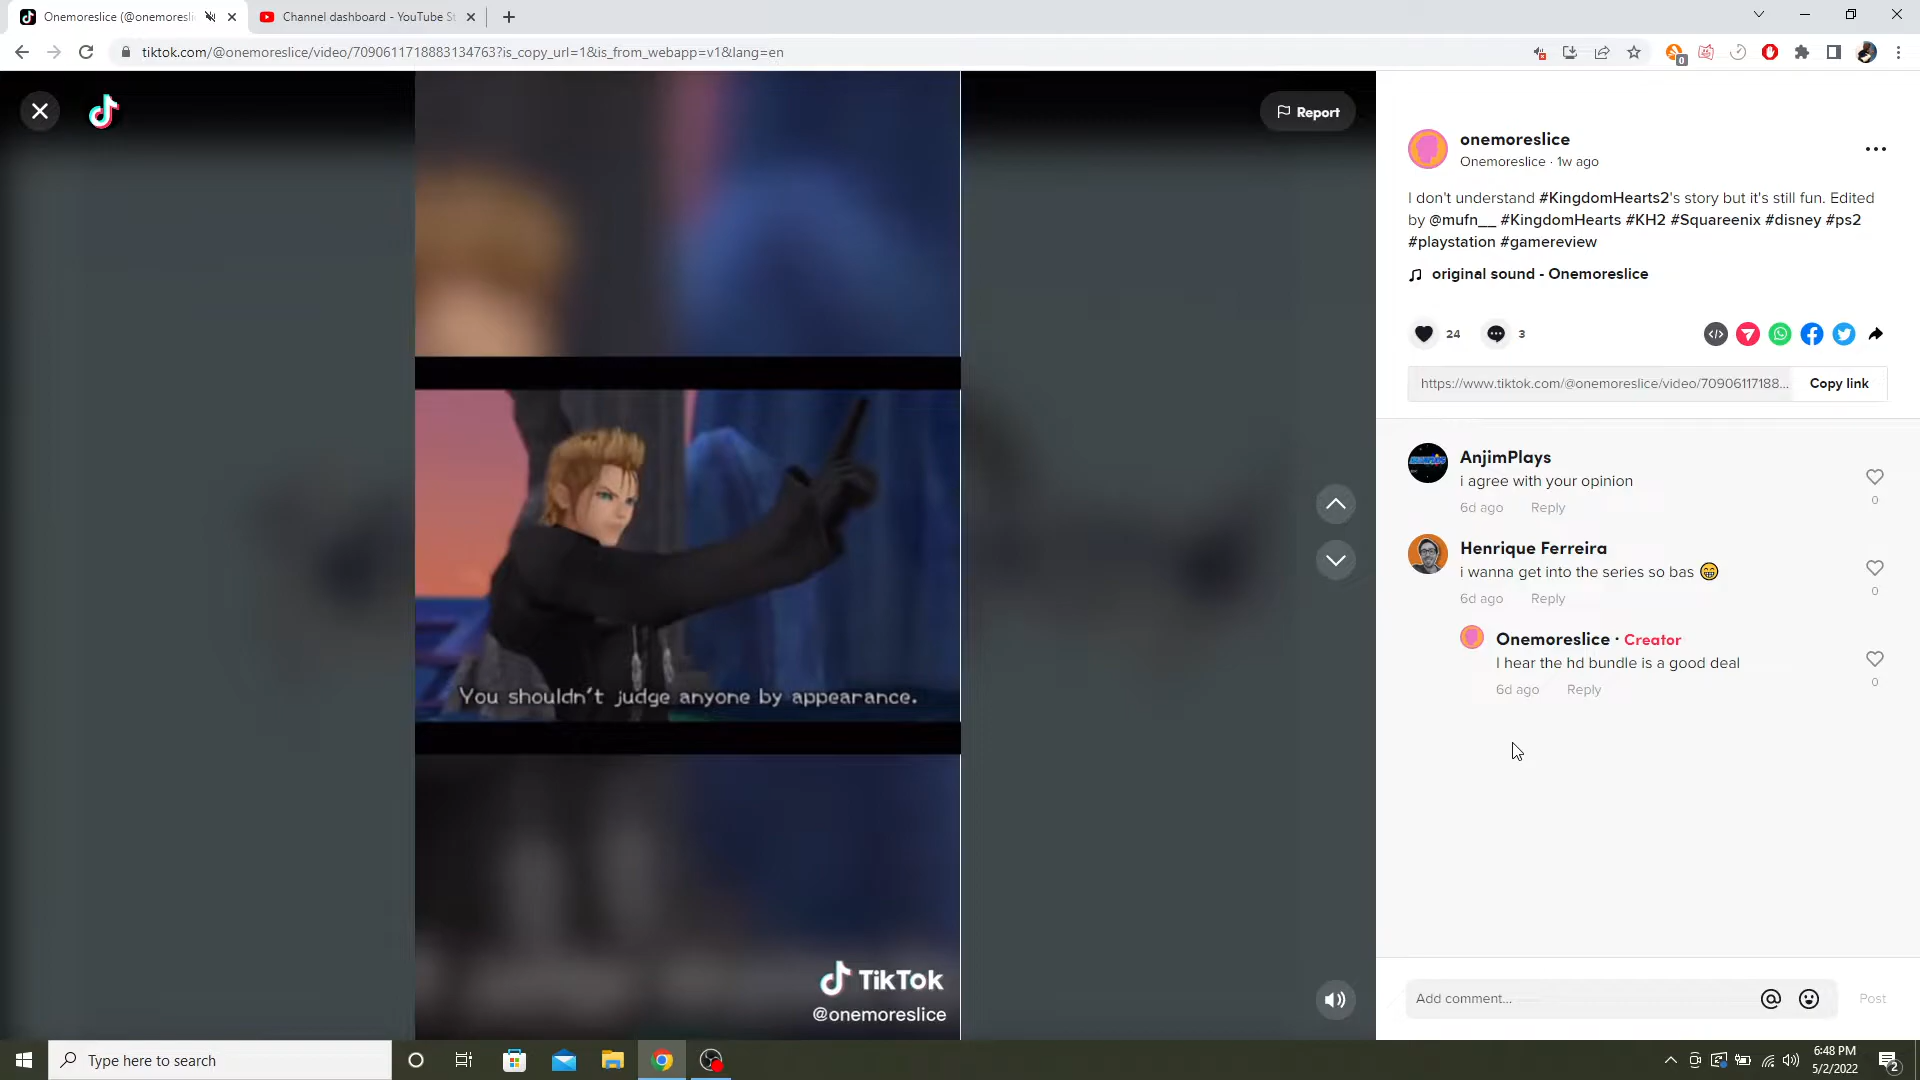 Onemoreslice (@onemoresli
Channel dashboard - YouTube St
tiktok.com/@onemoreslice/video/7090611718883134763?is_copy_url=1&is_from_webapp=v1&lang=en
0
Report
You shouldn't judge anyone by appearance.
TikTok
@onemoreslice
onemoreslice
Onemoreslice · 1w ago
I don't understand #KingdomHearts2's story but it's still fun. Edited
by @mufn__ #KingdomHearts #KH2 #Squareenix #disney #ps2
#playstation #gamereview
original sound - Onemoreslice
24
3
https://www.tiktok.com/@onemoreslice/video/70906117188...
Copy link
AnjimPlays
i agree with your opinion
6d ago Reply
0
Henrique Ferreira
i wanna get into the series so bas 😁
6d ago Reply
0
Onemoreslice · Creator
I hear the hd bundle is a good deal
6d ago Reply
0
Add comment...
Post
Type here to search
6:48 PM
5/2/2022
2